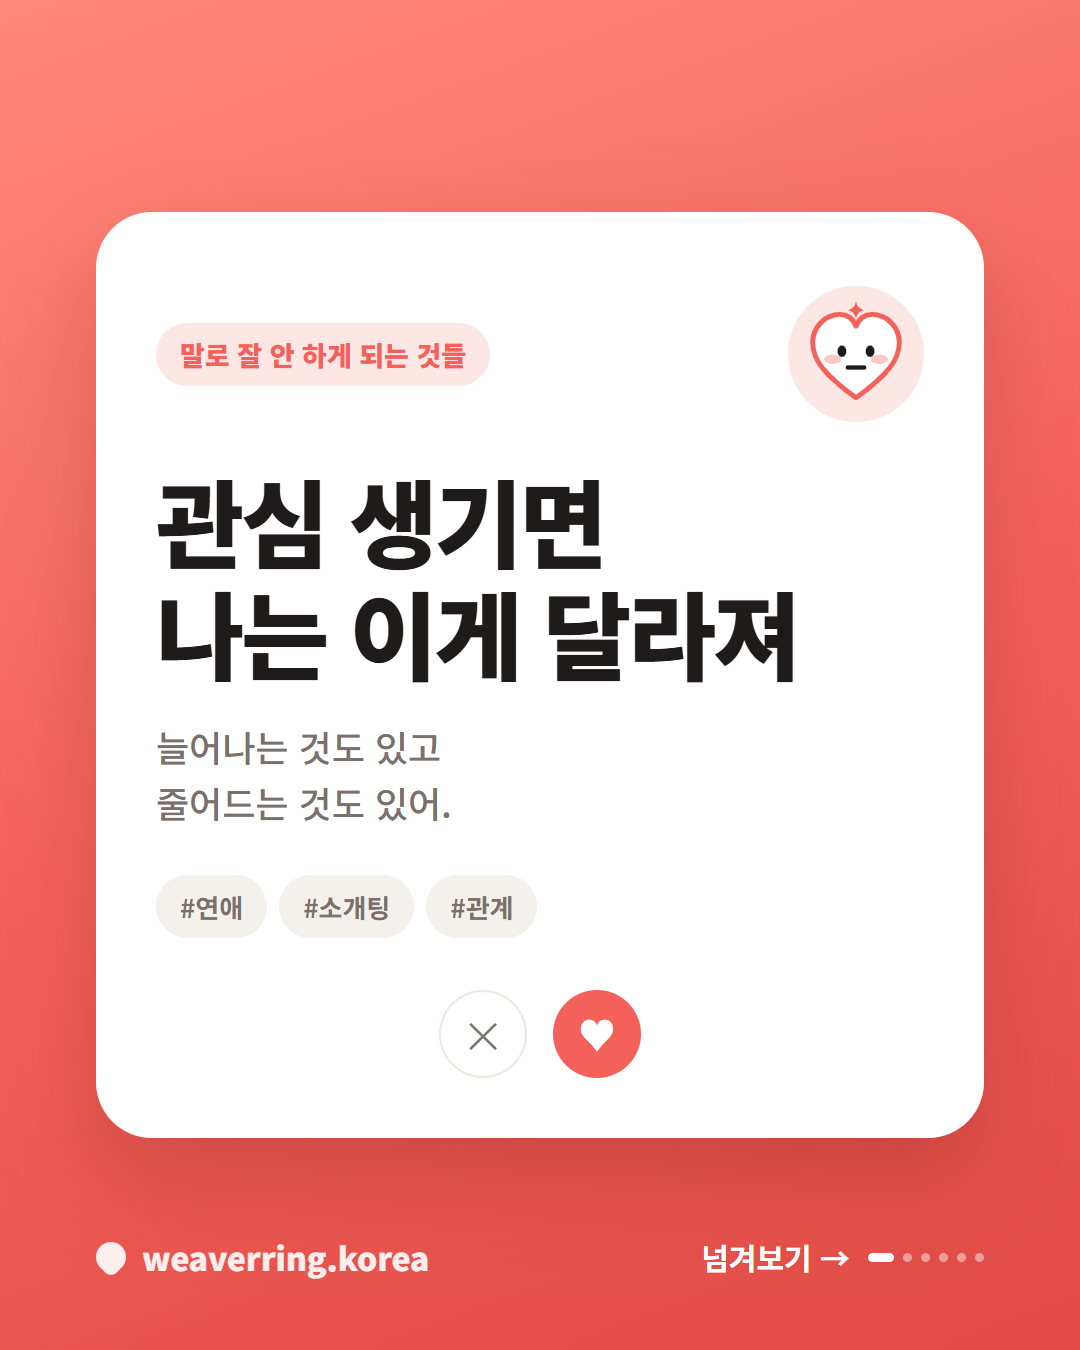 말로 잘 안 하게 되는 것들
관심 생기면
나는 이게 달라져
늘어나는 것도 있고
줄어드는 것도 있어.
#연애 #소개팅 #관계
weaverring.korea
넘겨보기 →